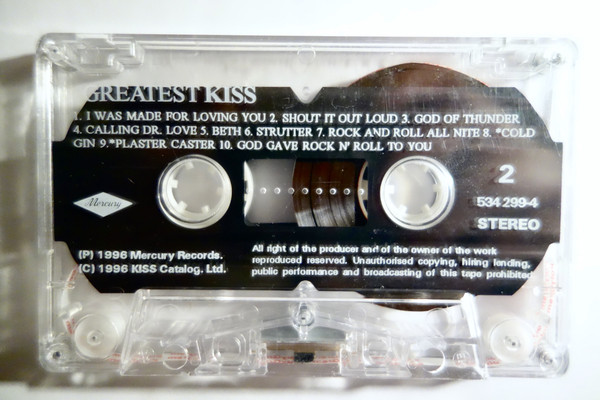 GREATEST KISS
1. I WAS MADE FOR LOVING YOU 2. SHOUT IT OUT LOUD 3. GOD OF THUNDER
4. CALLING DR. LOVE 5. BETH 6. STRUTTER 7. ROCK AND ROLL ALL NITE 8. *COLD
GIN 9.*PLASTER CASTER 10. GOD GAVE ROCK N' ROLL TO YOU
2
Mercury
534 299-4
STEREO
(P) 1996 Mercury Records.
(C) 1996 KISS Catalog. Ltd.
All right of the producer and of the owner of the work
reproduced reserved. Unauthorised copying, hiring lending,
public performance and broadcasting of this tape prohibited